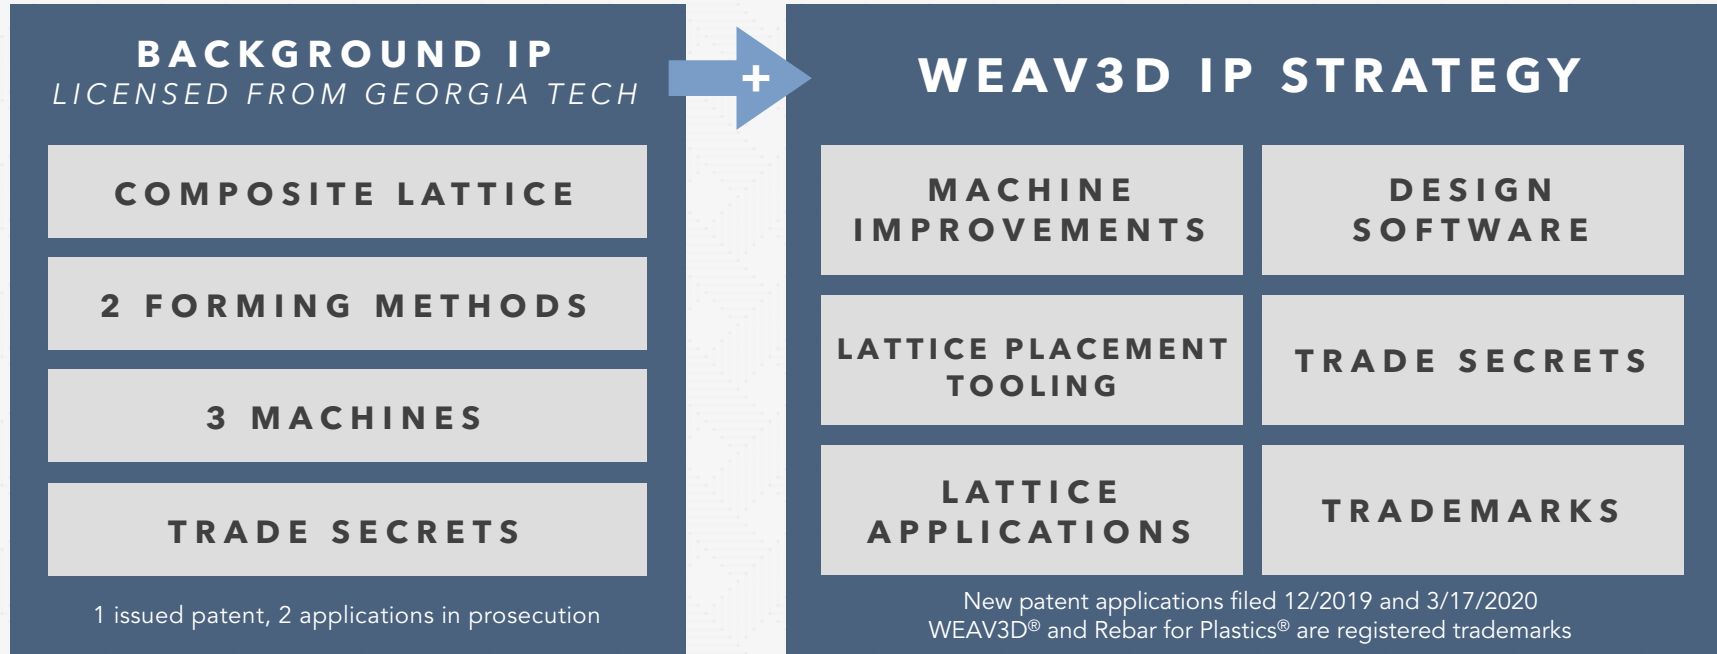 BACKGROUND IP
LICENSED FROM GEORGIA TECH
COMPOSITE LATTICE
2 FORMING METHODS
3 MACHINES
TRADE SECRETS
1 issued patent, 2 applications in prosecution
+
WEAV3D IP STRATEGY
MACHINE
IMPROVEMENTS
DESIGN
SOFTWARE
LATTICE PLACEMENT
TOOLING
TRADE SECRETS
LATTICE
APPLICATIONS
TRADEMARKS
New patent applications filed 12/2019 and 3/17/2020
WEAV3D® and Rebar for Plastics® are registered trademarks